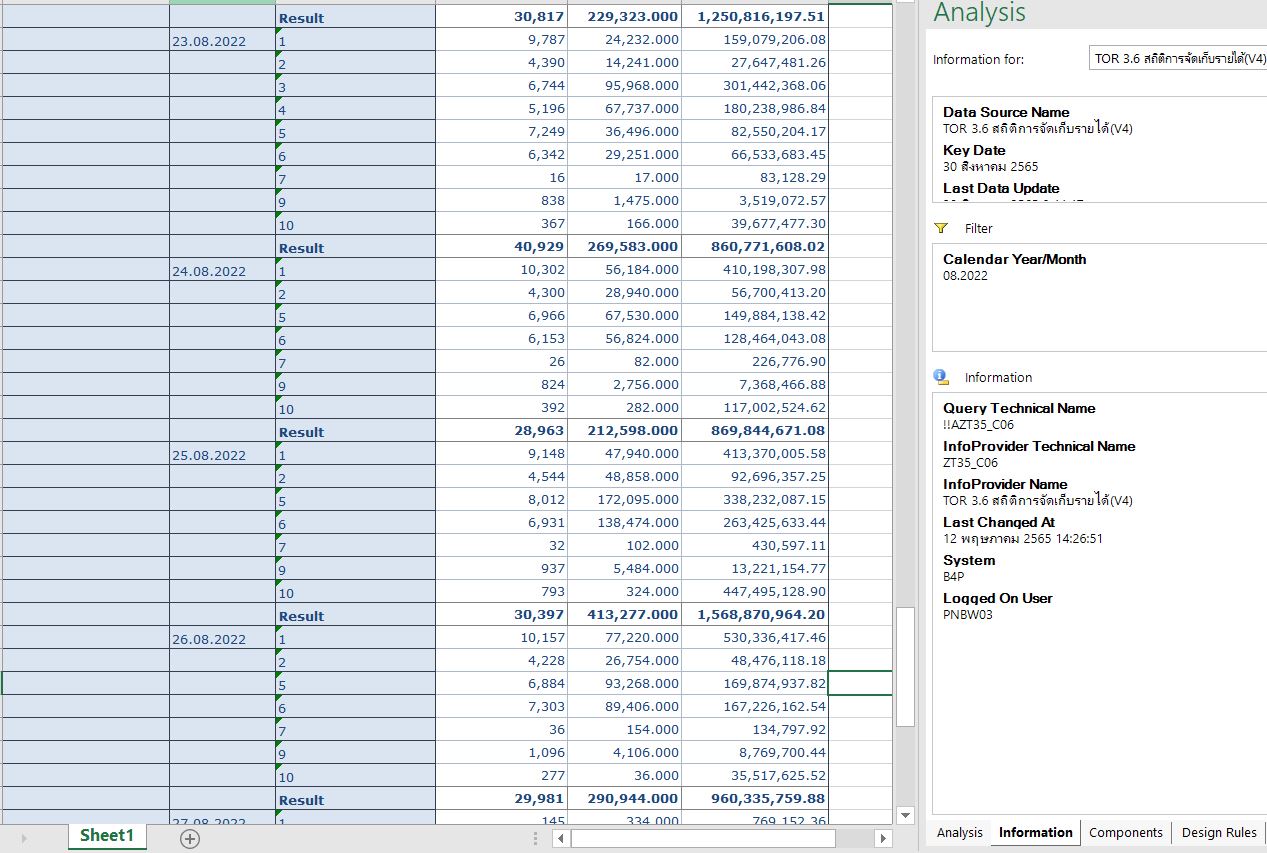 Result 30,817 229,323.000 1,250,816,197.51
23.08.2022 1 9,787 24,232.000 159,079,206.08
2 4,390 14,241.000 27,647,481.26
3 6,744 95,968.000 301,442,368.06
4 5,196 67,737.000 180,238,986.84
5 7,249 36,496.000 82,550,204.17
6 6,342 29,251.000 66,533,683.45
7 16 17.000 83,128.29
9 838 1,475.000 3,519,072.57
10 367 166.000 39,677,477.30
Result 40,929 269,583.000 860,771,608.02
24.08.2022 1 10,302 56,184.000 410,198,307.98
2 4,300 28,940.000 56,700,413.20
5 6,966 67,530.000 149,884,138.42
6 6,153 56,824.000 128,464,043.08
7 26 82.000 226,776.90
9 824 2,756.000 7,368,466.88
10 392 282.000 117,002,524.62
Result 28,963 212,598.000 869,844,671.08
25.08.2022 1 9,148 47,940.000 413,370,005.58
2 4,544 48,858.000 92,696,357.25
5 8,012 172,095.000 338,232,087.15
6 6,931 138,474.000 263,425,633.44
7 32 102.000 430,597.11
9 937 5,484.000 13,221,154.77
10 793 324.000 447,495,128.90
Result 30,397 413,277.000 1,568,870,964.20
26.08.2022 1 10,157 77,220.000 530,336,417.46
2 4,228 26,754.000 48,476,118.18
5 6,884 93,268.000 169,874,937.82
6 7,303 89,406.000 167,226,162.54
7 36 154.000 134,797.92
9 1,096 4,106.000 8,769,700.44
10 277 36.000 35,517,625.52
Result 29,981 290,944.000 960,335,759.88
27.08.2022 1 145 334.000 769,152.36
Sheet1
Analysis
Information for: TOR 3.6 สถิติการจัดเก็บรายได้(V4)
Data Source Name
TOR 3.6 สถิติการจัดเก็บรายได้(V4)
Key Date
30 สิงหาคม 2565
Last Data Update
Filter
Calendar Year/Month
08.2022
Information
Query Technical Name
!!AZT35_C06
InfoProvider Technical Name
ZT35_C06
InfoProvider Name
TOR 3.6 สถิติการจัดเก็บรายได้(V4)
Last Changed At
12 พฤษภาคม 2565 14:26:51
System
B4P
Logged On User
PNBW03
Analysis Information Components Design Rules